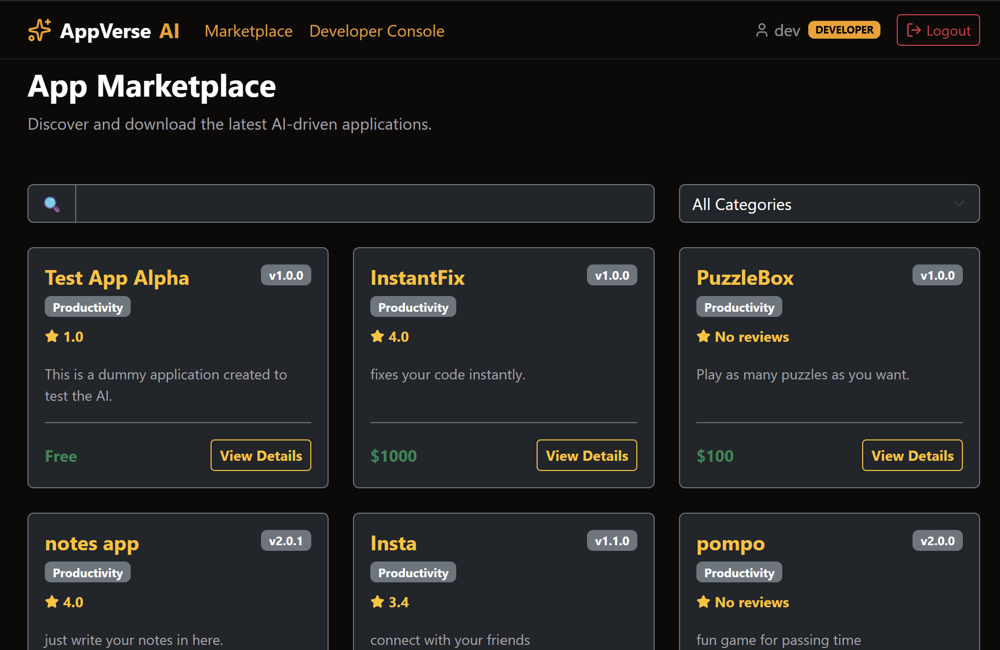 AppVerse AI Marketplace Developer Console dev DEVELOPER Logout
App Marketplace
Discover and download the latest AI-driven applications.
All Categories
Test App Alpha v1.0.0
Productivity
1.0
This is a dummy application created to
test the AI.
Free View Details
InstantFix v1.0.0
Productivity
4.0
fixes your code instantly.
$1000 View Details
PuzzleBox v1.0.0
Productivity
No reviews
Play as many puzzles as you want.
$100 View Details
notes app v2.0.1
Productivity
4.0
just write your notes in here.
Insta v1.1.0
Productivity
3.4
connect with your friends
pompo v2.0.0
Productivity
No reviews
fun game for passing time